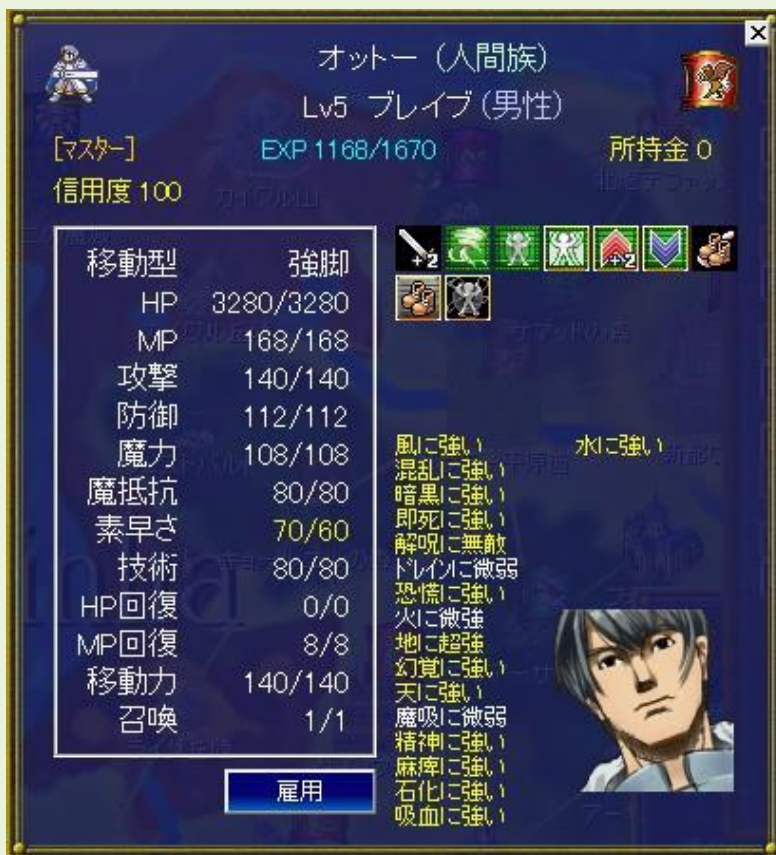 オットー (人間族)
Lv5 ブレイブ(男性)
[マスター] EXP 1168/1670 所持金 0
信用度 100
移動型 強脚
HP 3280/3280
MP 168/168
攻撃 140/140
防御 112/112
魔力 108/108
魔抵抗 80/80
素早さ 70/60
技術 80/80
HP回復 0/0
MP回復 8/8
移動力 140/140
召喚 1/1
雇用
+2
+2
風に強い 水に強い
混乱に強い
暗黒に強い
即死に強い
解呪に無敵
ドレインに微弱
恐慌に強い
火に微強
地に超強
幻覚に強い
天に強い
魔吸に微弱
精神に強い
麻痺に強い
石化に強い
吸血に強い